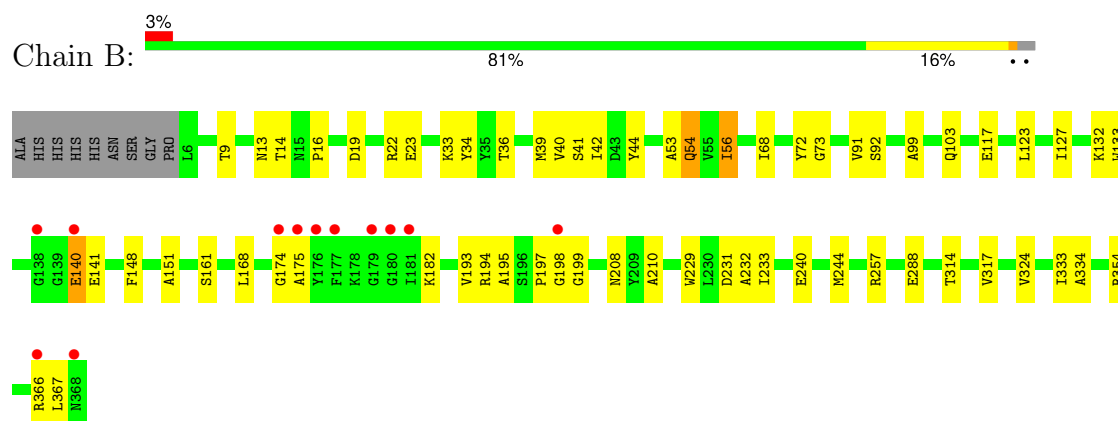 3%
Chain B:
81%
16%
• •
ALA HIS HIS HIS HIS ASN SER GLY PRO L6 T9 N13 T14 N15 P16 D19 R22 E23 K33 Y34 Y35 T36 M39 V40 S41 I42 D43 Y44 A53 Q54 V55 I56 I68 Y72 G73 V91 S92 A99 Q103 E117 L123 I127 K132
G138 G139 E140 E141 F148 A151 S161 L168 G174 A175 Y176 F177 K178 G179 G180 I181 K182 V193 R194 A195 S196 P197 G198 G199 N208 Y209 A210 W229 L230 D231 A232 I233 E240 M244 R257 E288 T314 V317 V324 I333 A334
R366 L367 N368